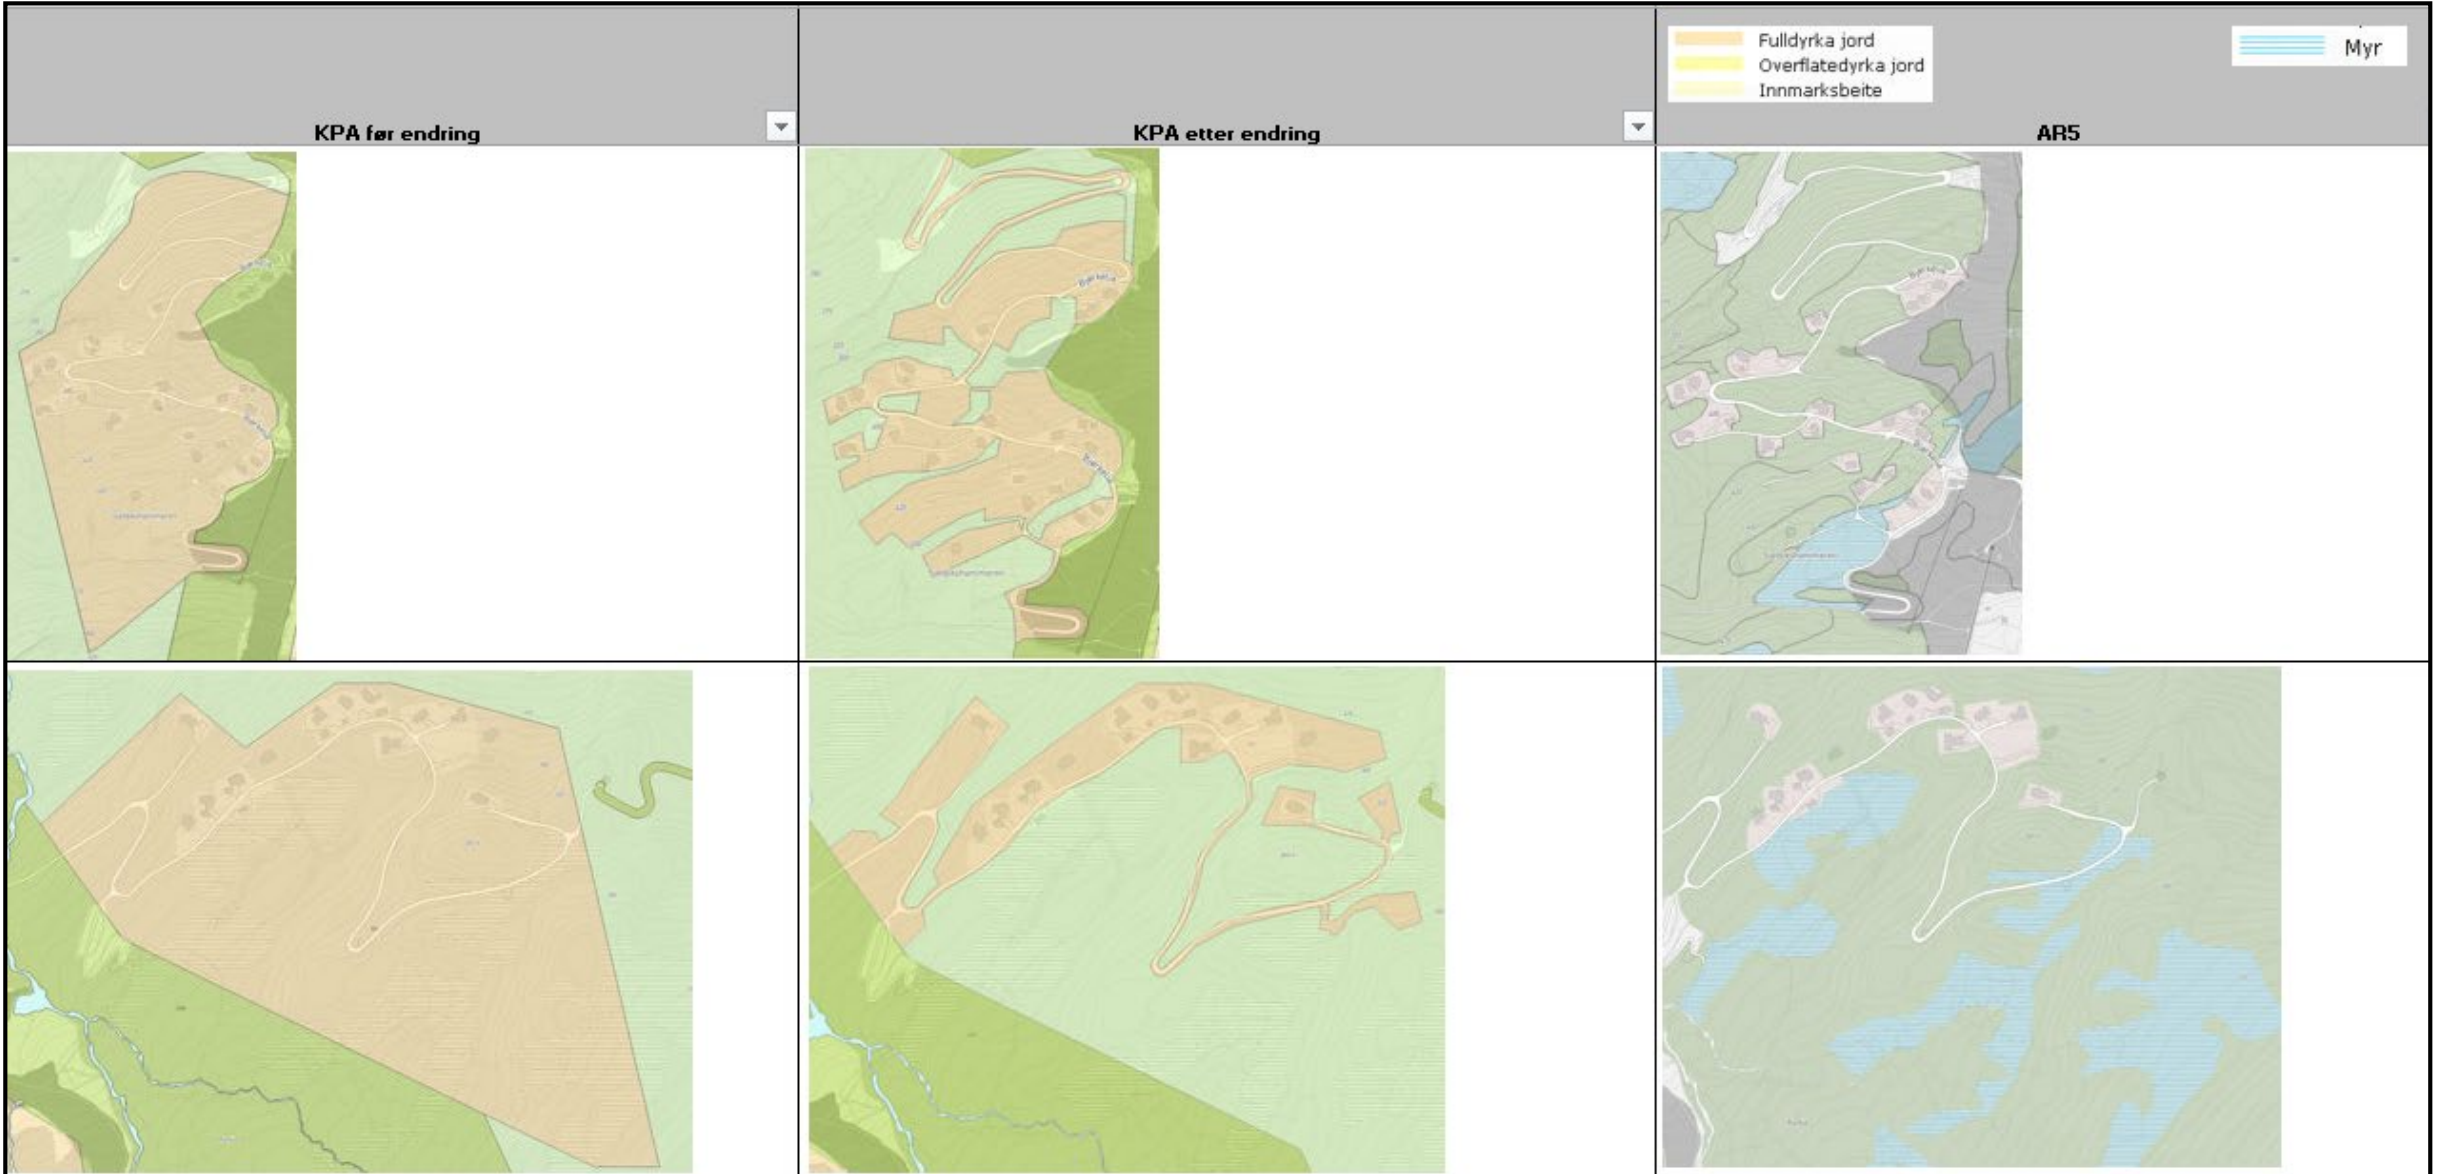 Fulldyrka jord
Overflatedyrka jord
Innmarksbeite
Myr
KPA før endring
KPA etter endring
AR5